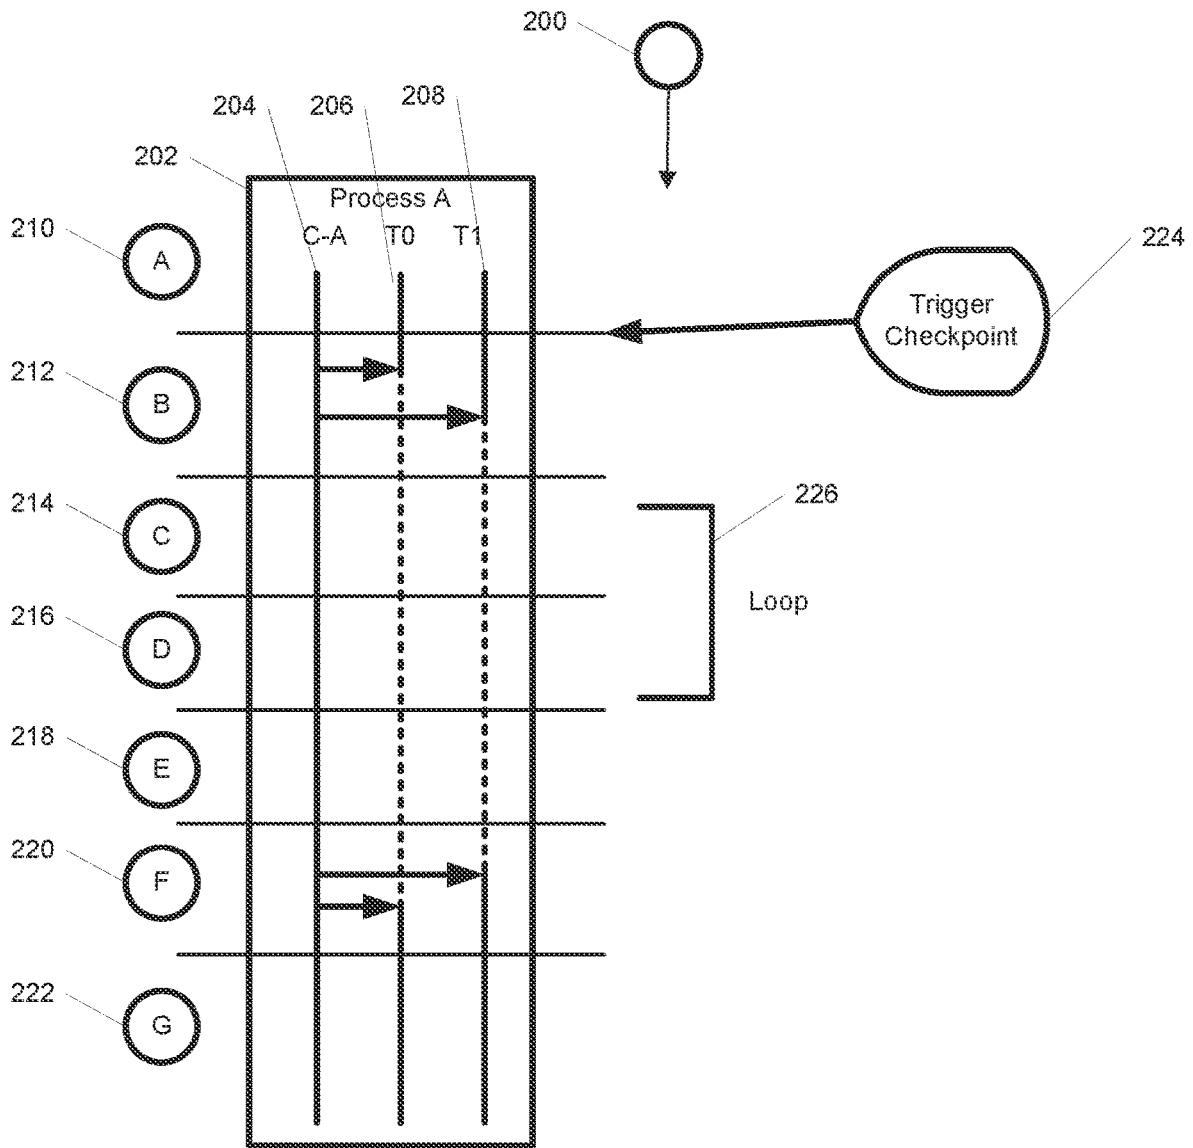 200
204 206 208
202
Process A
C-A T0 T1
210
A
224
Trigger
Checkpoint
212
B
214
C
226
216
D
Loop
218
E
220
F
222
G